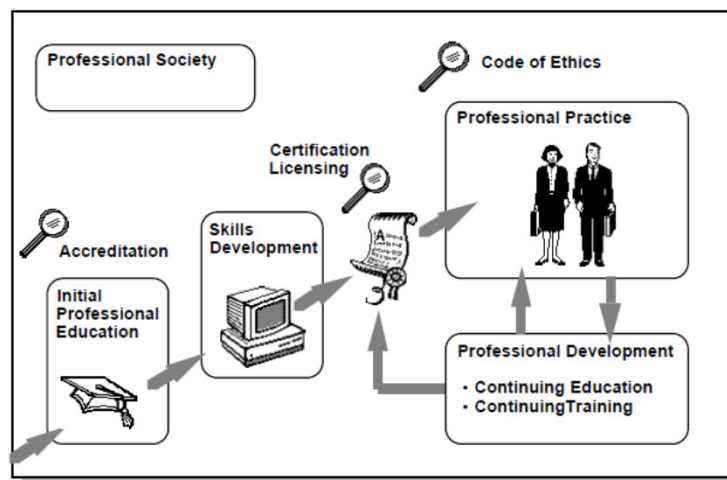 Professional Society
Code of Ethics
Professional Practice
Certification
Licensing
Skills
Development
Accreditation
Initial
Professional
Education
Professional Development
• Continuing Education
• ContinuingTraining